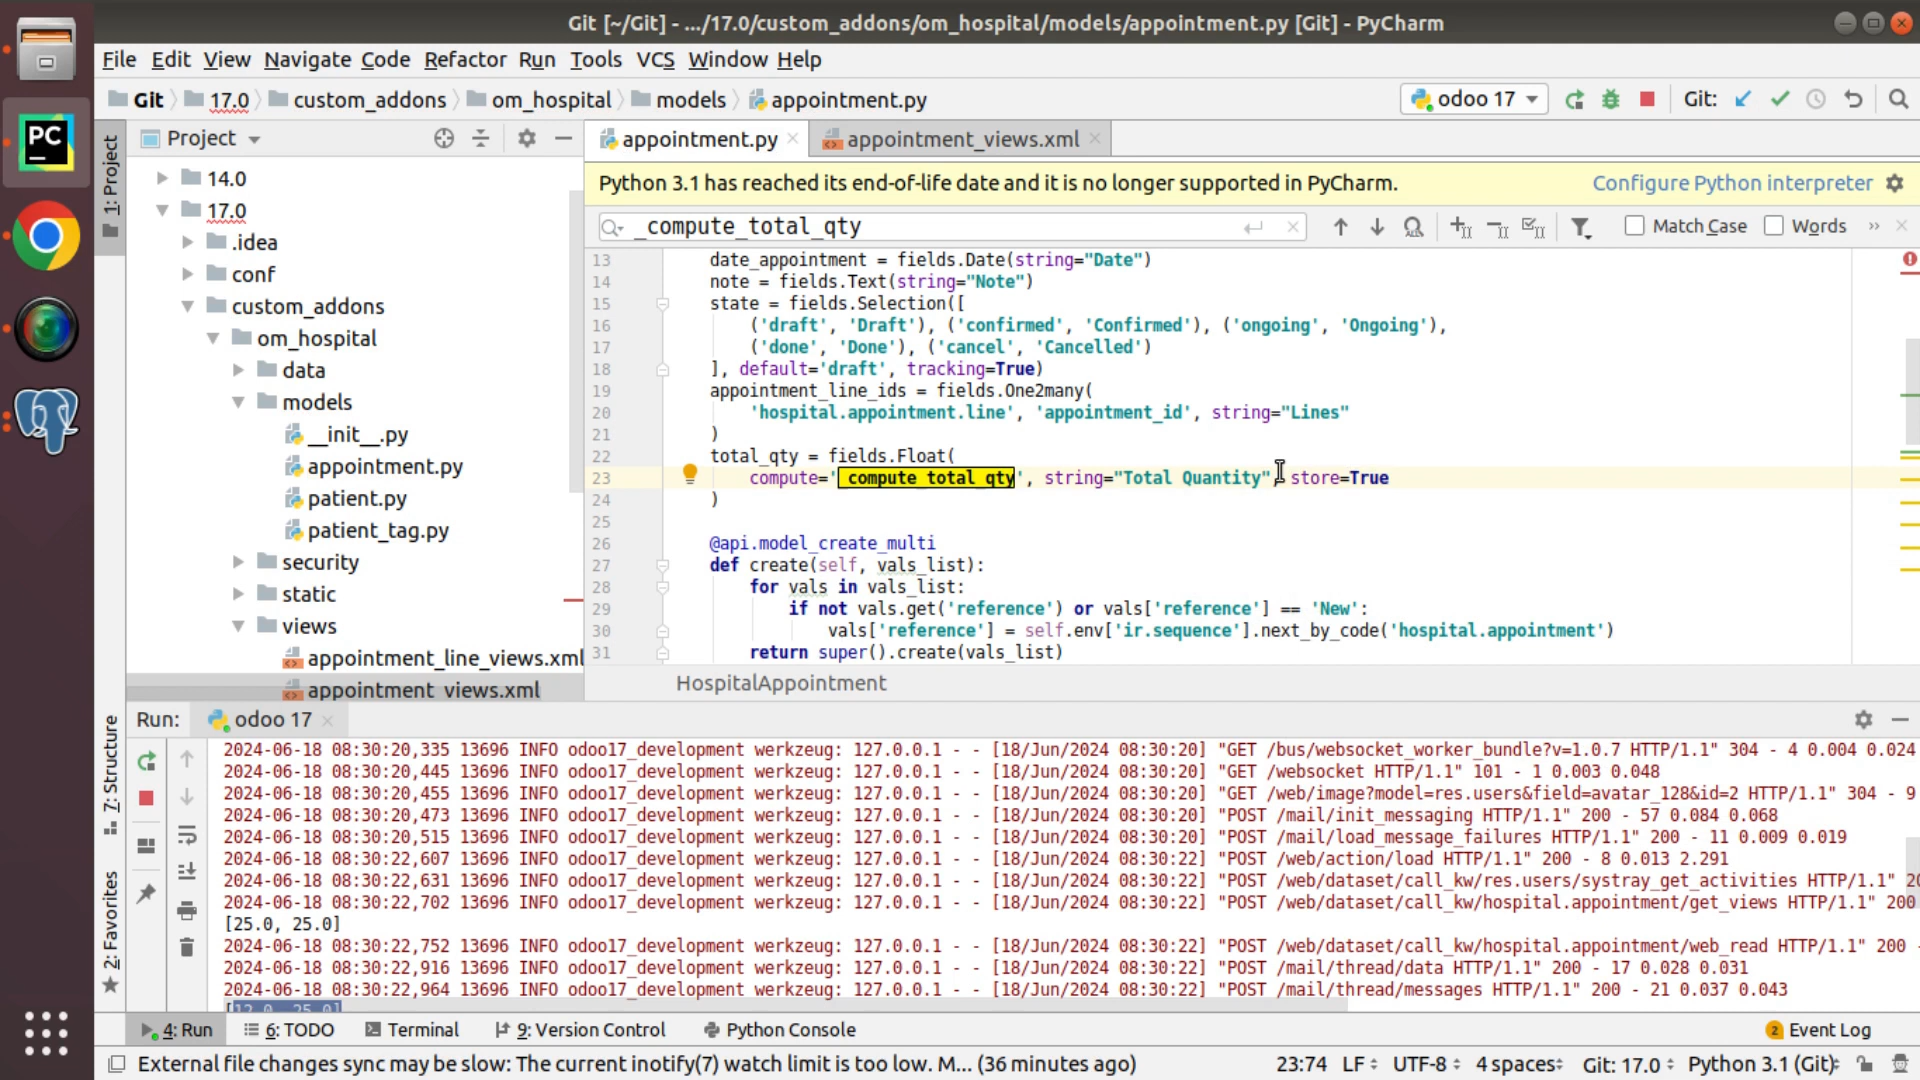 Git [~/Git] - .../17.0/custom_addons/om_hospital/models/appointment.py [Git] - PyCharm
File Edit View Navigate Code Refactor Run Tools VCS Window Help
Git 17.0 custom_addons om_hospital models appointment.py odoo 17 Git:
1: Project
Project
14.0
17.0
.idea
conf
custom_addons
om_hospital
data
models
__init__.py
appointment.py
patient.py
patient_tag.py
security
static
views
appointment_line_views.xml
appointment_views.xml
appointment.py appointment_views.xml
Python 3.1 has reached its end-of-life date and it is no longer supported in PyCharm. Configure Python interpreter
_compute_total_qty Match Case Words »
13 date_appointment = fields.Date(string="Date")
14 note = fields.Text(string="Note")
15 state = fields.Selection([
16 ('draft', 'Draft'), ('confirmed', 'Confirmed'), ('ongoing', 'Ongoing'),
17 ('done', 'Done'), ('cancel', 'Cancelled')
18 ], default='draft', tracking=True)
19 appointment_line_ids = fields.One2many(
20 'hospital.appointment.line', 'appointment_id', string="Lines"
21 )
22 total_qty = fields.Float(
23 compute='_compute_total_qty', string="Total Quantity", store=True
24 )
25
26 @api.model_create_multi
27 def create(self, vals_list):
28 for vals in vals_list:
29 if not vals.get('reference') or vals['reference'] == 'New':
30 vals['reference'] = self.env['ir.sequence'].next_by_code('hospital.appointment')
31 return super().create(vals_list)
HospitalAppointment
Run: odoo 17
7: Structure
2: Favorites
2024-06-18 08:30:20,335 13696 INFO odoo17_development werkzeug: 127.0.0.1 - - [18/Jun/2024 08:30:20] "GET /bus/websocket_worker_bundle?v=1.0.7 HTTP/1.1" 304 - 4 0.004 0.024
2024-06-18 08:30:20,445 13696 INFO odoo17_development werkzeug: 127.0.0.1 - - [18/Jun/2024 08:30:20] "GET /websocket HTTP/1.1" 101 - 1 0.003 0.048
2024-06-18 08:30:20,455 13696 INFO odoo17_development werkzeug: 127.0.0.1 - - [18/Jun/2024 08:30:20] "GET /web/image?model=res.users&field=avatar_128&id=2 HTTP/1.1" 304 - 9
2024-06-18 08:30:20,473 13696 INFO odoo17_development werkzeug: 127.0.0.1 - - [18/Jun/2024 08:30:20] "POST /mail/init_messaging HTTP/1.1" 200 - 57 0.084 0.068
2024-06-18 08:30:20,515 13696 INFO odoo17_development werkzeug: 127.0.0.1 - - [18/Jun/2024 08:30:20] "POST /mail/load_message_failures HTTP/1.1" 200 - 11 0.009 0.019
2024-06-18 08:30:22,607 13696 INFO odoo17_development werkzeug: 127.0.0.1 - - [18/Jun/2024 08:30:22] "POST /web/action/load HTTP/1.1" 200 - 8 0.013 2.291
2024-06-18 08:30:22,631 13696 INFO odoo17_development werkzeug: 127.0.0.1 - - [18/Jun/2024 08:30:22] "POST /web/dataset/call_kw/res.users/systray_get_activities HTTP/1.1" 20
2024-06-18 08:30:22,702 13696 INFO odoo17_development werkzeug: 127.0.0.1 - - [18/Jun/2024 08:30:22] "POST /web/dataset/call_kw/hospital.appointment/get_views HTTP/1.1" 200
[25.0, 25.0]
2024-06-18 08:30:22,752 13696 INFO odoo17_development werkzeug: 127.0.0.1 - - [18/Jun/2024 08:30:22] "POST /web/dataset/call_kw/hospital.appointment/web_read HTTP/1.1" 200 -
2024-06-18 08:30:22,916 13696 INFO odoo17_development werkzeug: 127.0.0.1 - - [18/Jun/2024 08:30:22] "POST /mail/thread/data HTTP/1.1" 200 - 17 0.028 0.031
2024-06-18 08:30:22,964 13696 INFO odoo17_development werkzeug: 127.0.0.1 - - [18/Jun/2024 08:30:22] "POST /mail/thread/messages HTTP/1.1" 200 - 21 0.037 0.043
[12.0, 25.0]
4: Run 6: TODO Terminal 9: Version Control Python Console 2 Event Log
External file changes sync may be slow: The current inotify(7) watch limit is too low. M... (36 minutes ago) 23:74 LF UTF-8 4 spaces Git: 17.0 Python 3.1 (Git)